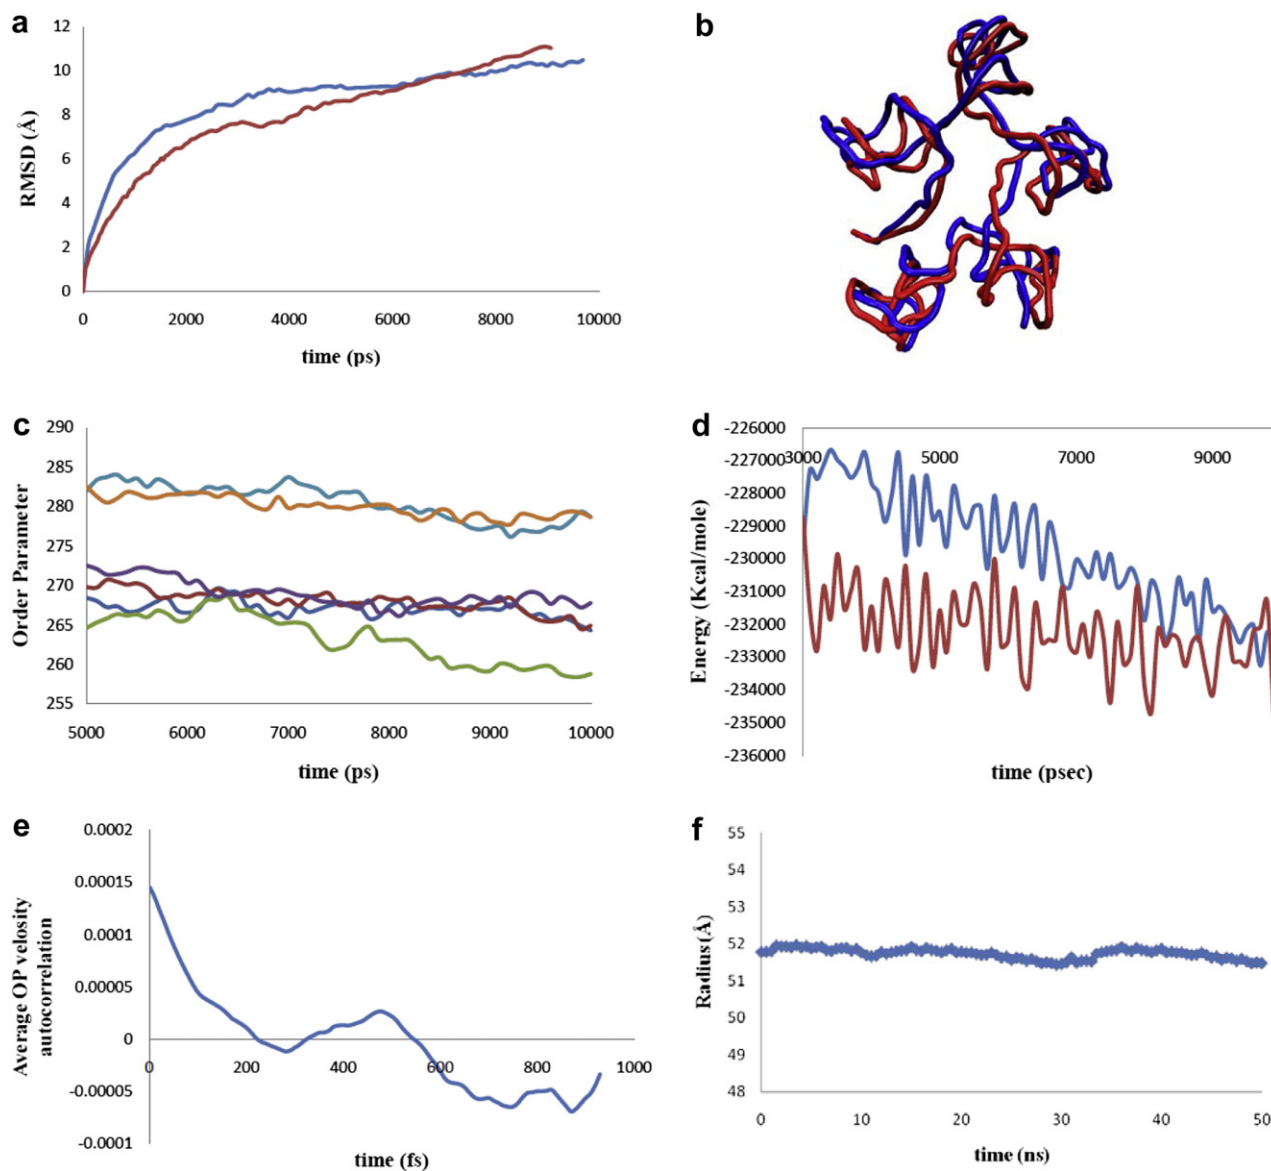 a
12
10
8
6
4
2
0
RMSD (Å)
0 2000 4000 6000 8000 10000
time (ps)
b
c
290
285
280
275
270
265
260
255
Order Parameter
5000 6000 7000 8000 9000 10000
time (ps)
d
-226000
-227000
-228000
-229000
-230000
-231000
-232000
-233000
-234000
-235000
-236000
Energy (Kcal/mole)
3000 5000 7000 9000
time (psec)
e
0.0002
0.00015
0.0001
0.00005
0
-0.00005
-0.0001
Average OP velosity
autocorrelation
0 200 400 600 800 1000
time (fs)
f
55
54
53
52
51
50
49
48
Radius (Å)
0 10 20 30 40 50
time (ns)